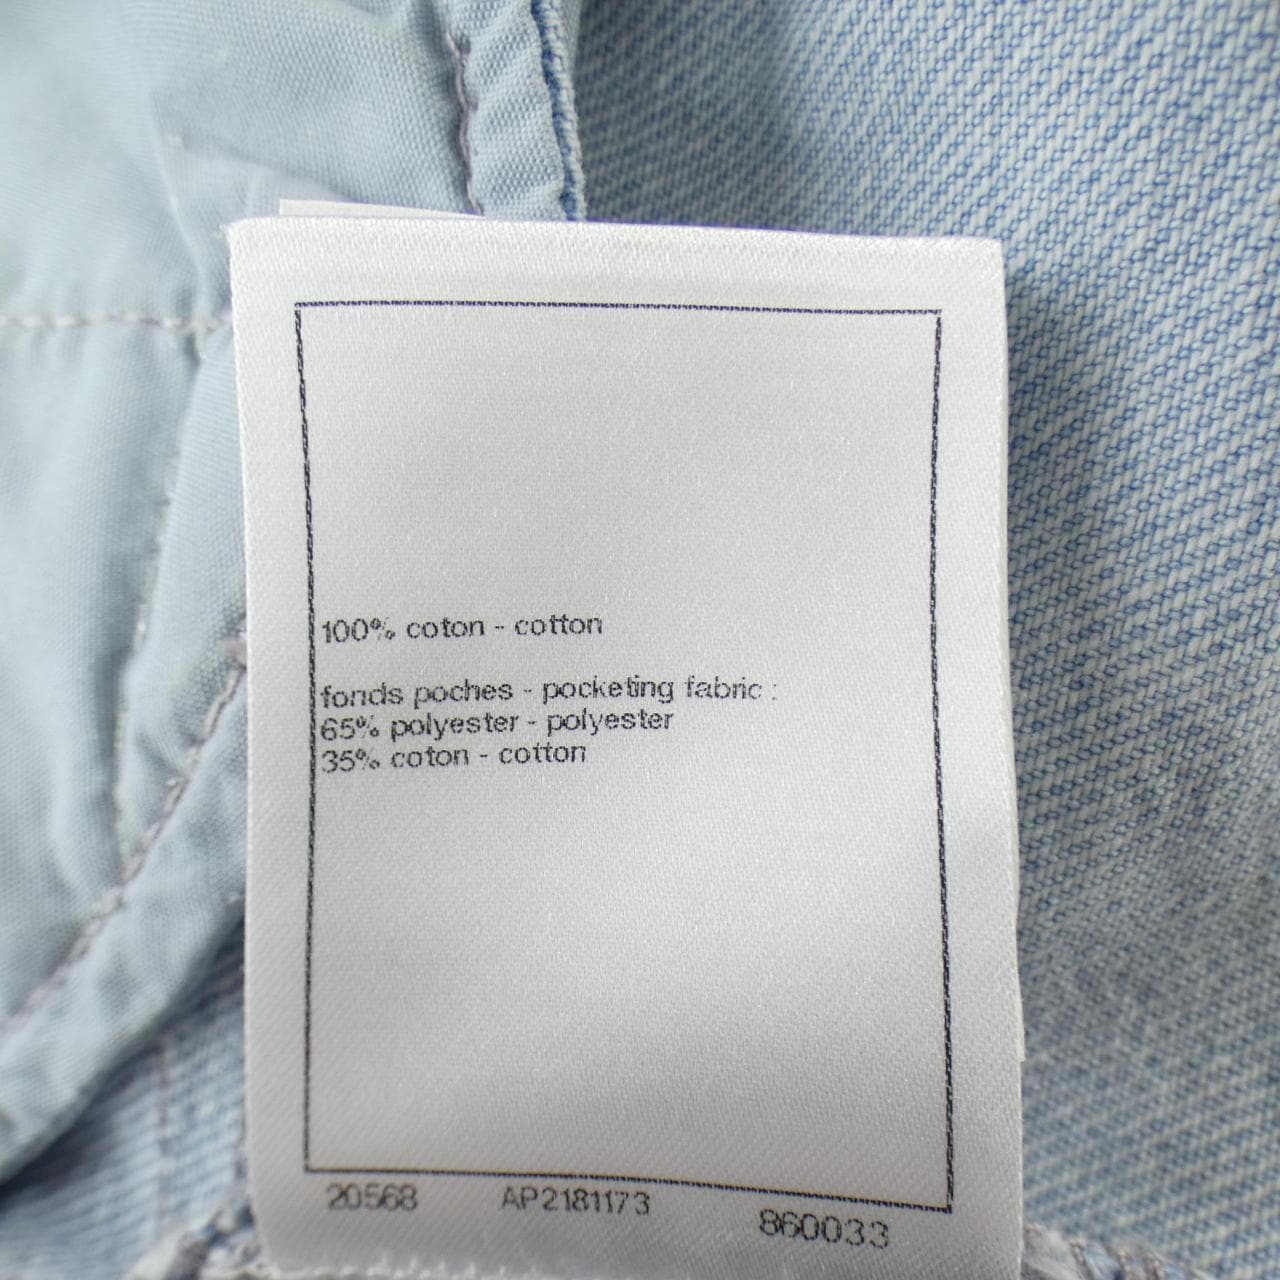 100% coton - cotton
fonds poches - pocketing fabric :
65% polyester - polyester
35% coton - cotton
20568 AP2181173 860033